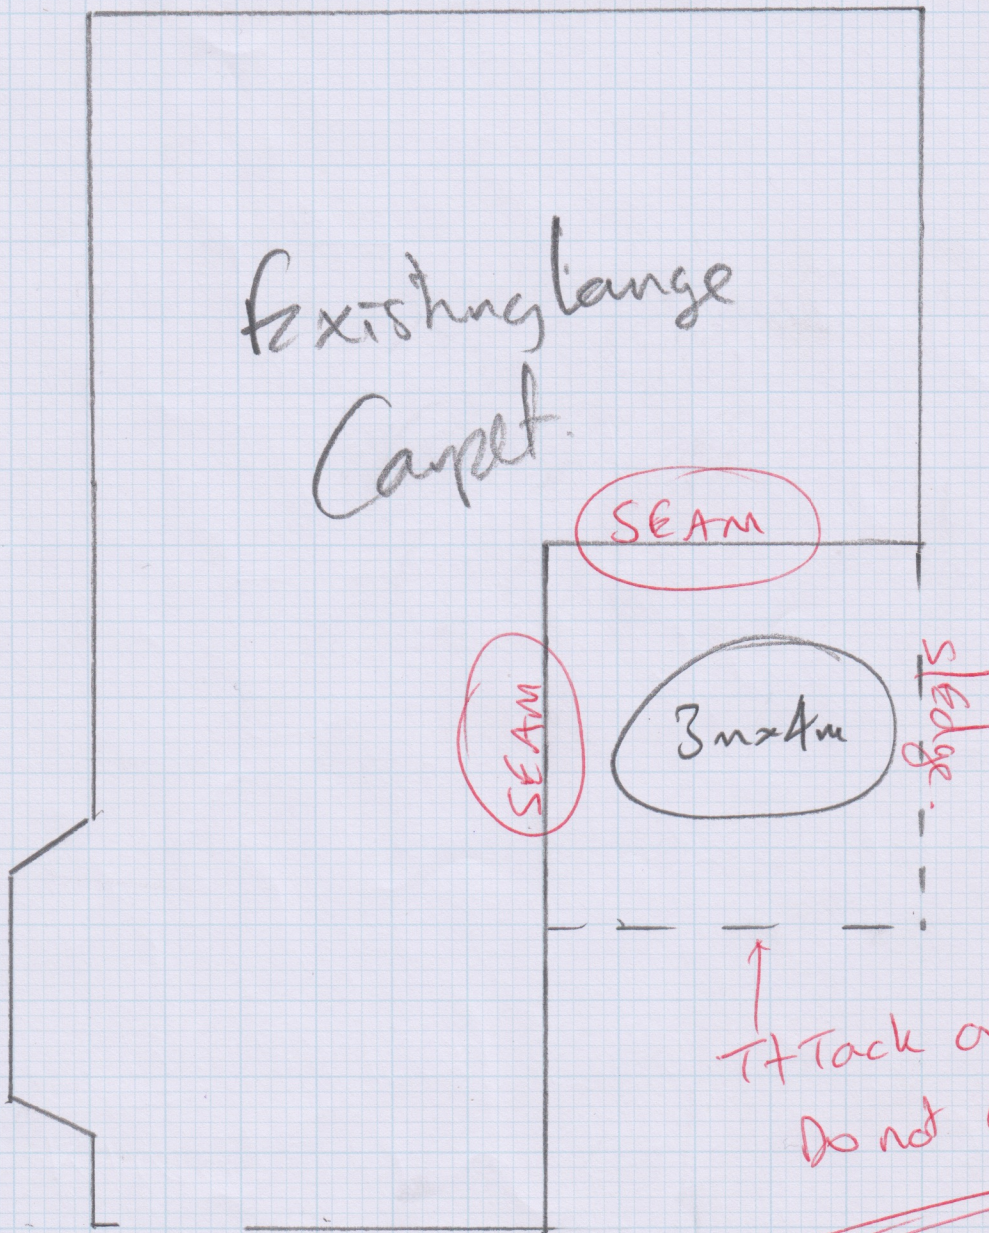 Existing lounge
Carpet.
SEAM
SEAM
3m x 4m
S/Edge.
T+Tack
Do not